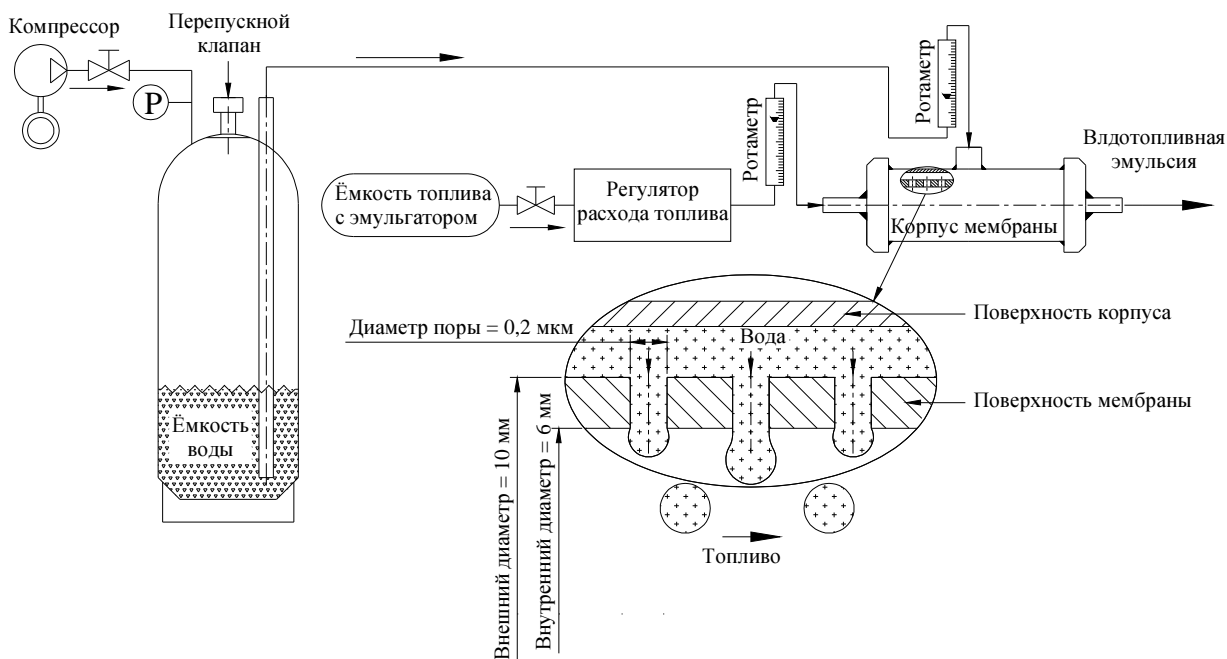 Компрессор
Перепускной
клапан
P
Ротаметр
Ротаметр
Влдотопливная
эмульсия
Ёмкость топлива
с эмульгатором
Регулятор
расхода топлива
Корпус мембраны
Диаметр поры = 0,2 мкм
Вода
Поверхность корпуса
Поверхность мембраны
Ёмкость
воды
Внешний диаметр = 10 мм
Внутренний диаметр = 6 мм
Топливо